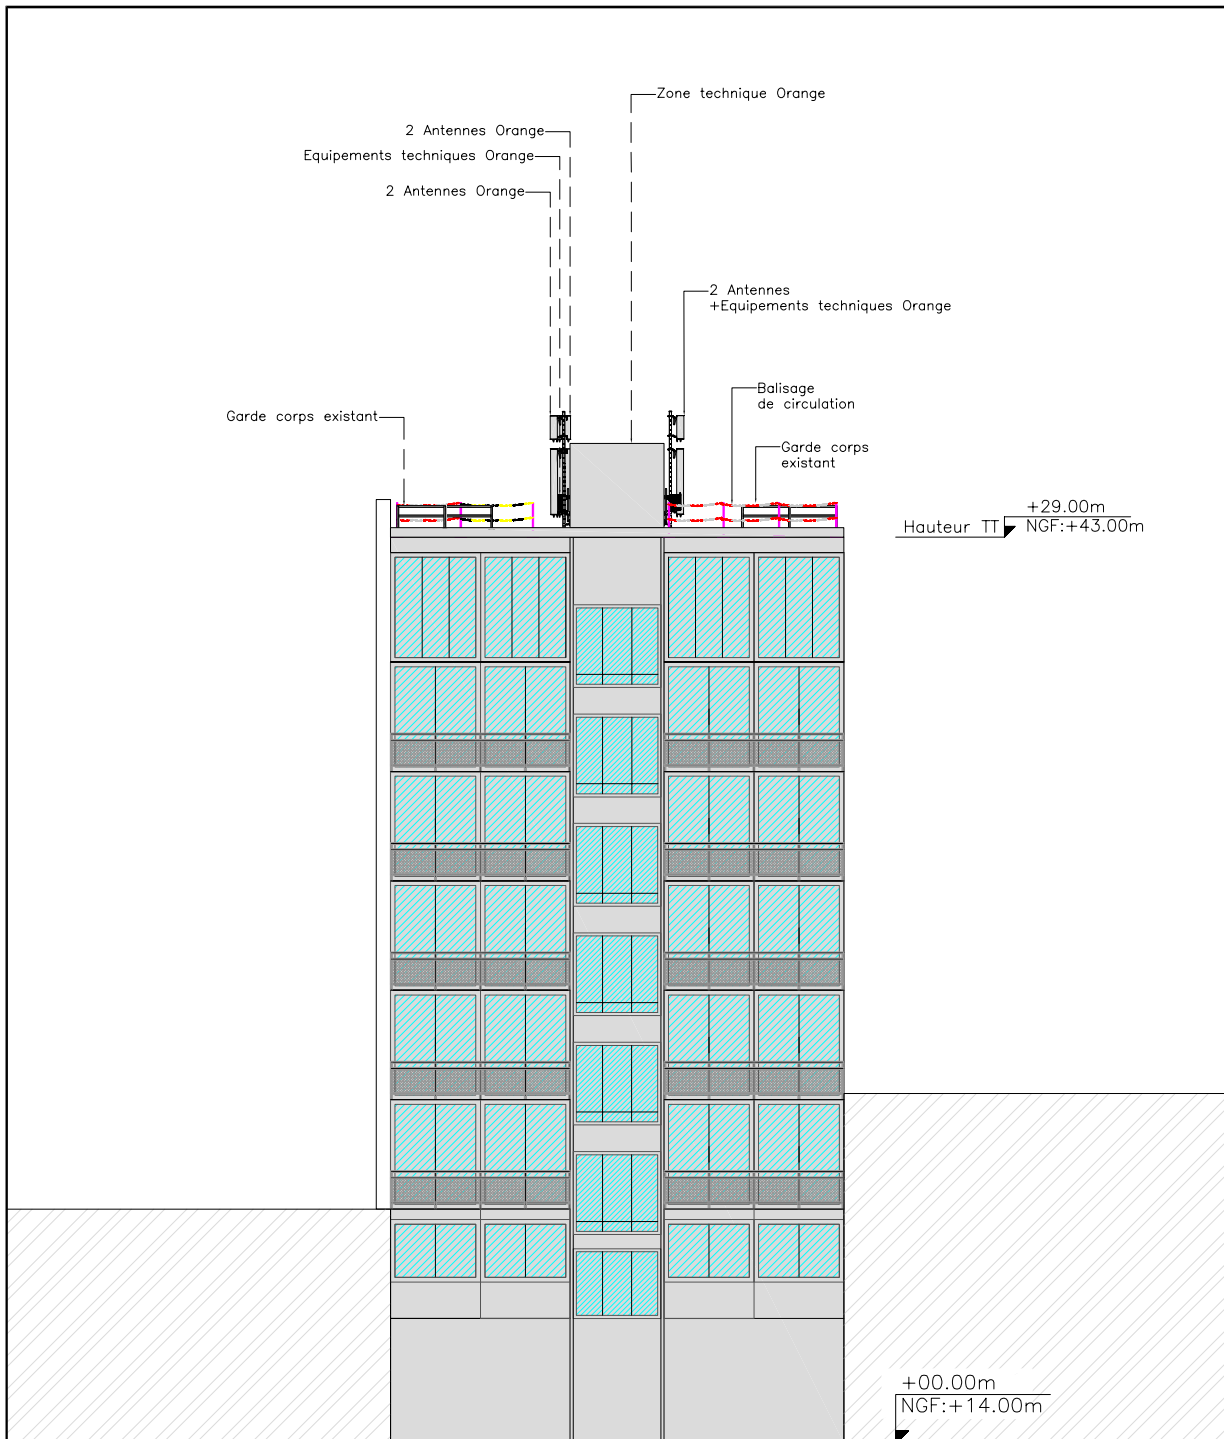 Zone technique Orange
2 Antennes Orange
Equipements techniques Orange
2 Antennes Orange
2 Antennes
+Equipements techniques Orange
Balisage
de circulation
Garde corps existant
Garde corps
existant
+29.00m
Hauteur TT
NGF:+43.00m
+00.00m
NGF:+14.00m